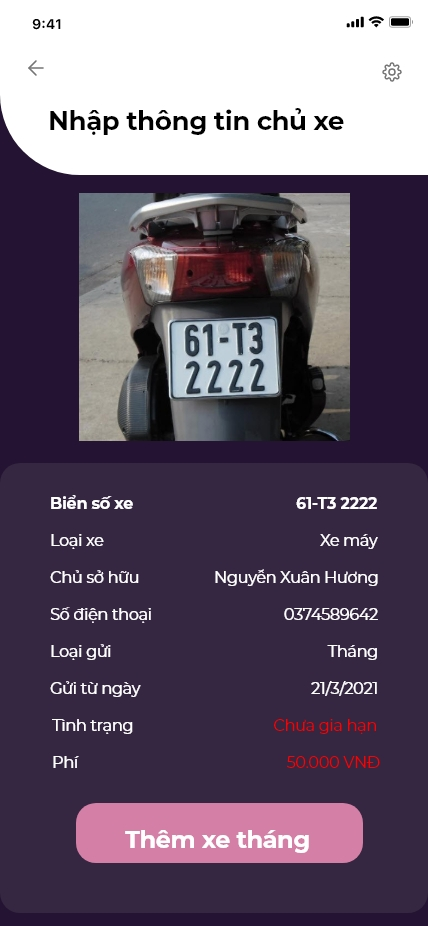 9:41
Nhập thông tin chủ xe
61-T3
2222
Biển số xe 61-T3 2222
Loại xe Xe máy
Chủ sở hữu Nguyễn Xuân Hương
Số điện thoại 0374589642
Loại gửi Tháng
Gửi từ ngày 21/3/2021
Tình trạng Chưa gia hạn
Phí 50.000 VNĐ
Thêm xe tháng